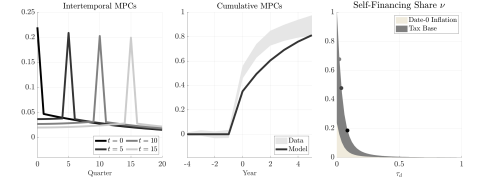 Intertemporal MPCs
0.25
0.2
0.15
0.1
0.05
0
t = 0
t = 10
t = 5
t = 15
0
5
10
15
20
Quarter
Cumulative MPCs
1
0.8
0.6
0.4
0.2
0
Data
Model
-4
-2
0
2
4
Year
Self-Financing Share ν
1
0.8
0.6
0.4
0.2
0
Date-0 Inflation
Tax Base
0
0.5
1
τd